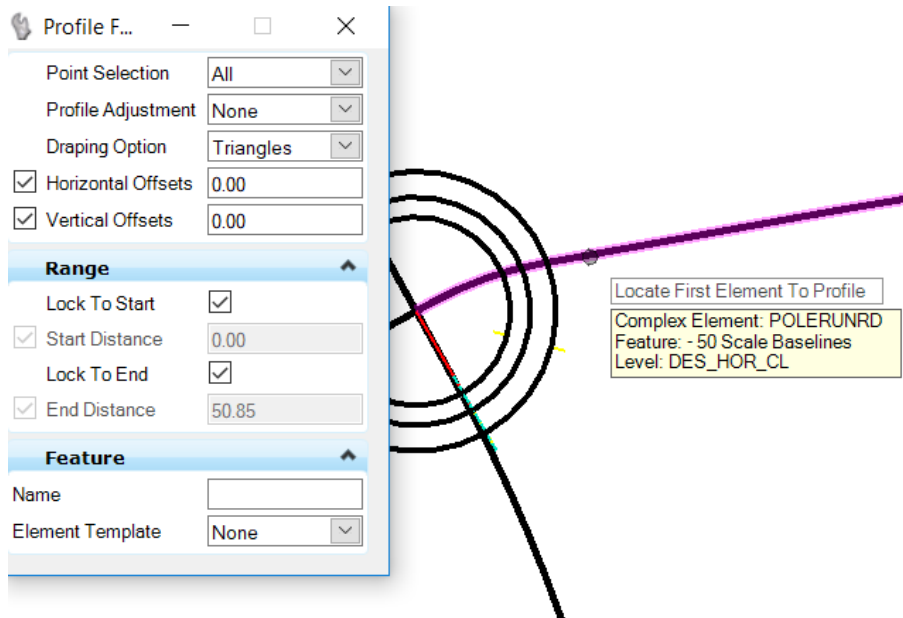 Profile F...
Point Selection All
Profile Adjustment None
Draping Option Triangles
Horizontal Offsets 0.00
Vertical Offsets 0.00
Range
Lock To Start
Start Distance 0.00
Lock To End
End Distance 50.85
Feature
Name
Element Template None
Locate First Element To Profile
Complex Element: POLERUNRD
Feature: - 50 Scale Baselines
Level: DES_HOR_CL